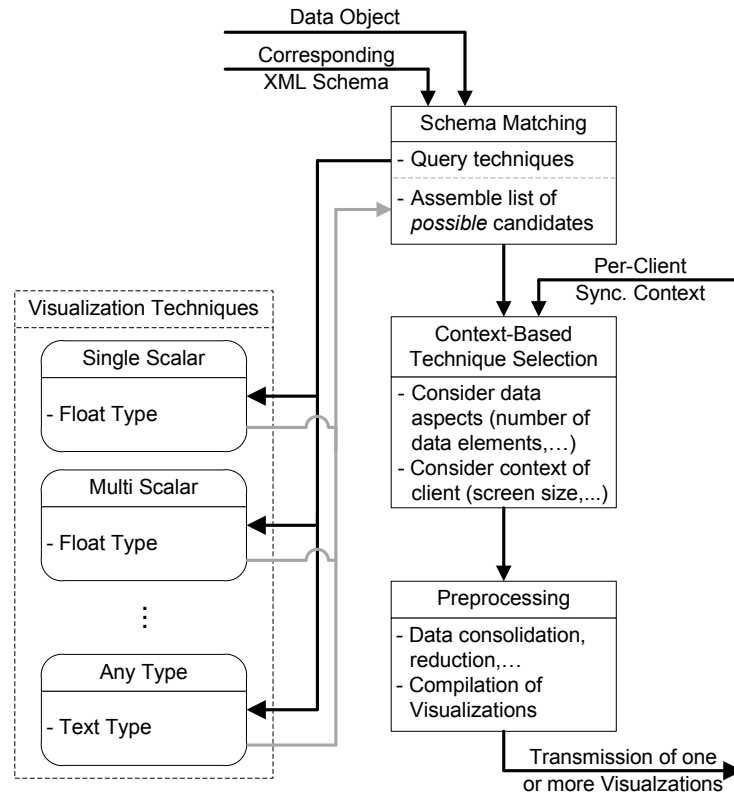 Data Object
Corresponding
XML Schema
Schema Matching
- Query techniques
- Assemble list of
possible candidates
Per-Client
Sync. Context
Visualization Techniques
Single Scalar
- Float Type
Multi Scalar
- Float Type
...
Any Type
- Text Type
Context-Based
Technique Selection
- Consider data
aspects (number of
data elements,...)
- Consider context of
client (screen size,...)
Preprocessing
- Data consolidation,
reduction,...
- Compilation of
Visualizations
Transmission of one
or more Visualzations